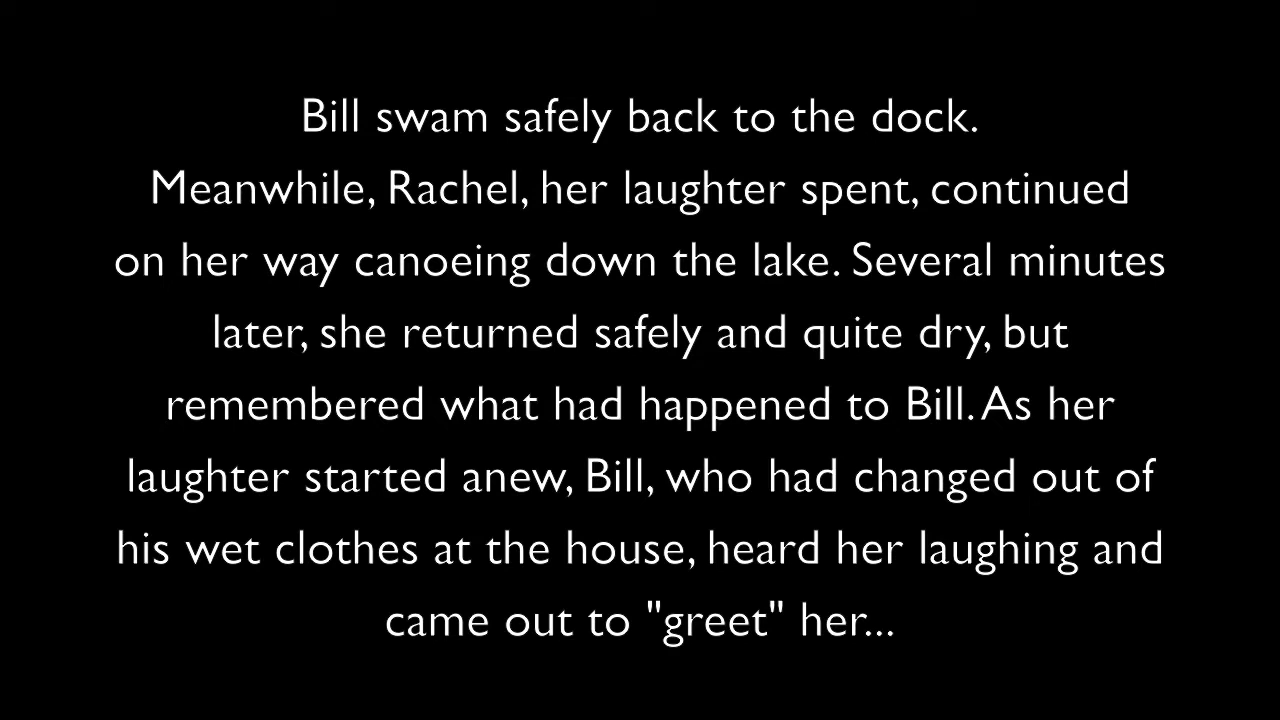 Bill swam safely back to the dock.
Meanwhile, Rachel, her laughter spent, continued
on her way canoeing down the lake. Several minutes
later, she returned safely and quite dry, but
remembered what had happened to Bill. As her
laughter started anew, Bill, who had changed out of
his wet clothes at the house, heard her laughing and
came out to "greet" her...